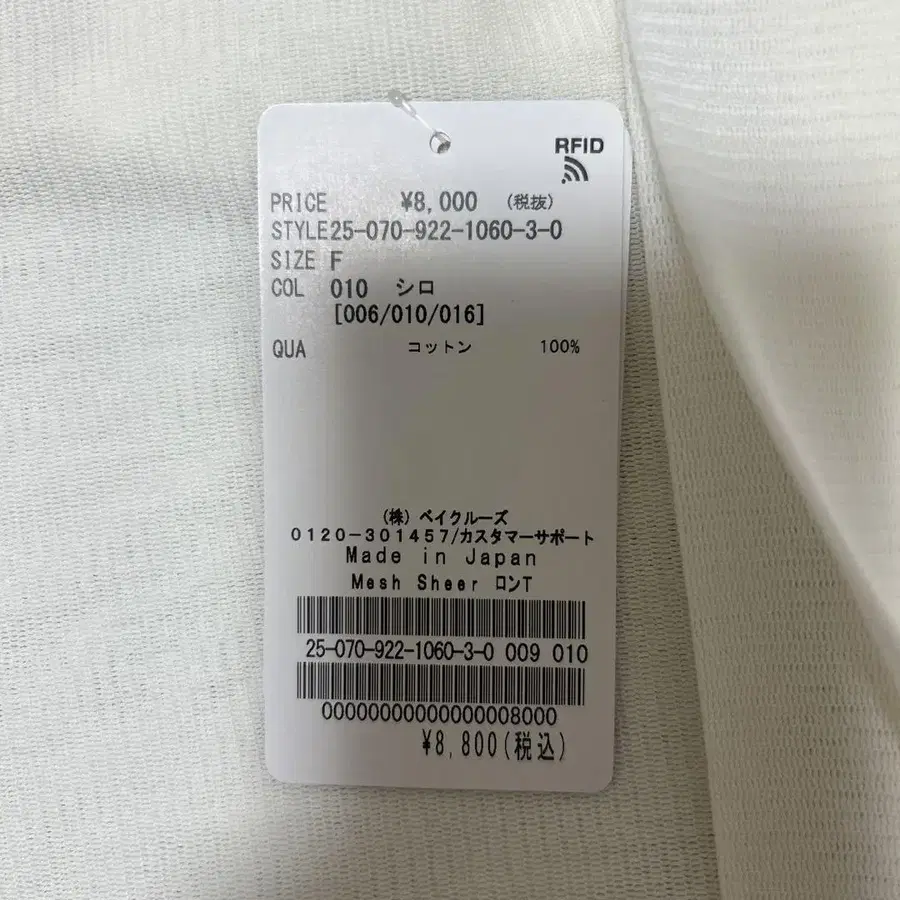 RFID
PRICE ¥8,000 (税抜)
STYLE25-070-922-1060-3-0
SIZE F
COL 010 シロ
[006/010/016]
QUA コットン 100%
(株) ベイクルーズ
0120-301457/カスタマーサポート
Made in Japan
Mesh Sheer ロンT
25-070-922-1060-3-0 009 010
00000000000000008000
¥8,800(税込)